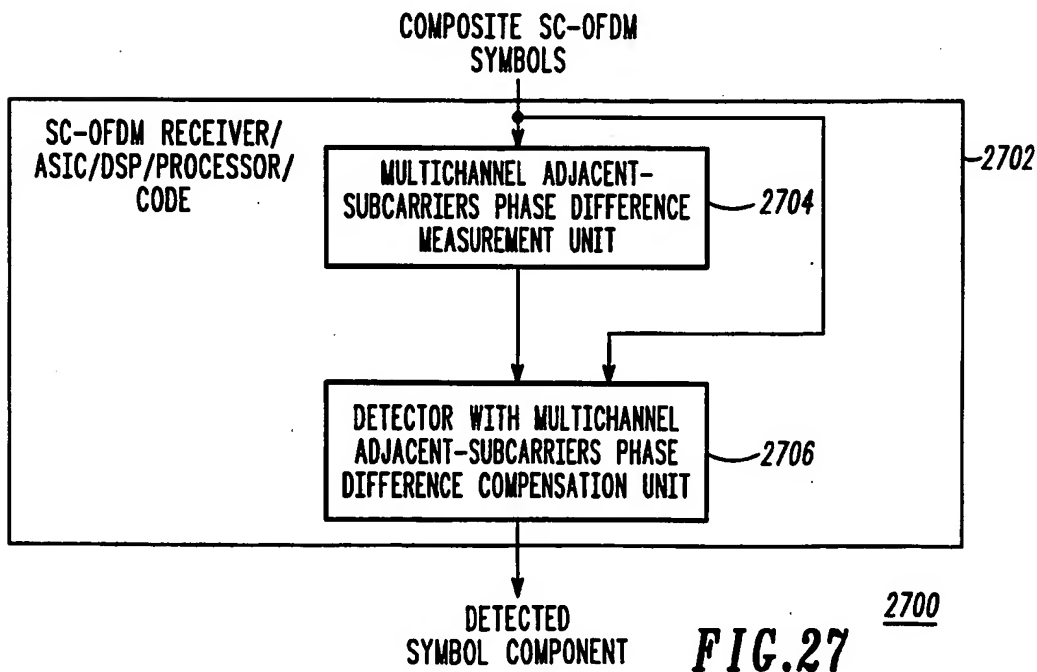 COMPOSITE SC-OFDM
SYMBOLS
SC-OFDM RECEIVER/
ASIC/DSP/PROCESSOR/
CODE
2702
MULTICHANNEL ADJACENT-
SUBCARRIERS PHASE DIFFERENCE
MEASUREMENT UNIT
2704
DETECTOR WITH MULTICHANNEL
ADJACENT-SUBCARRIERS PHASE
DIFFERENCE COMPENSATION UNIT
2706
DETECTED
SYMBOL COMPONENT
2700
FIG.27